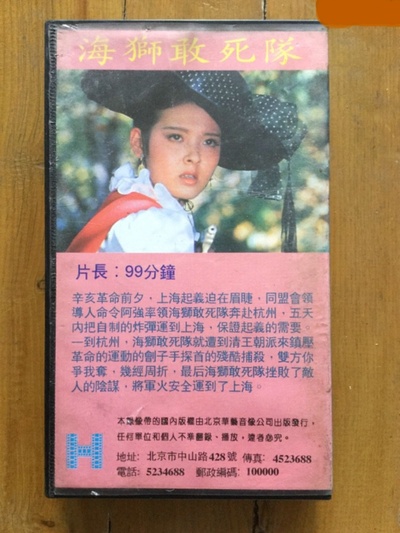 海獅敢死隊
片長：99分鐘
辛亥革命前夕，上海起義迫在眉睫，同盟會領
導人命令阿強率領海獅敢死隊奔赴杭州，五天
內把自制的炸彈運到上海，保證起義的需要。
一到杭州，海獅敢死隊就遭到清王朝派來鎮壓
革命的運動的劊子手探首的殘酷捕殺，雙方你
爭我奪，幾經周折，最后海獅敢死隊挫敗了敵
人的陰謀，將軍火安全運到了上海。
本錄像帶的國內版權由北京華藝音像公司出版發行，
任何單位和個人不準翻錄、播放，違者必究。
地址：北京市中山路428號 傳真：4523688
電話：5234688 郵政編碼：100000